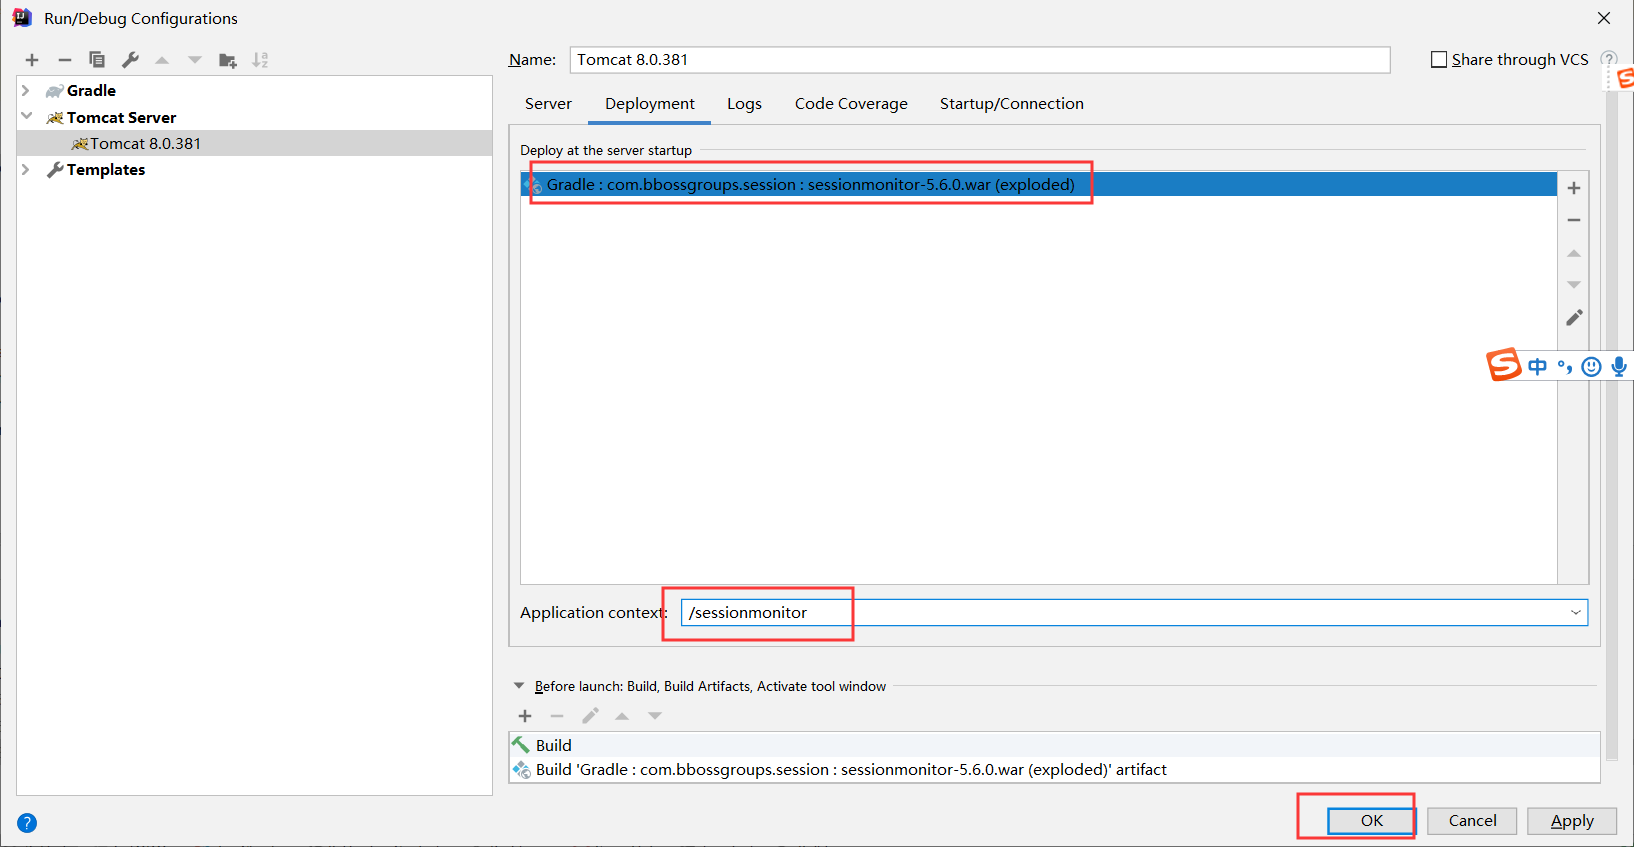 Run/Debug Configurations
Gradle
Tomcat Server
Tomcat 8.0.381
Templates
Name: Tomcat 8.0.381
Share through VCS
Server Deployment Logs Code Coverage Startup/Connection
Deploy at the server startup
Gradle : com.bbossgroups.session : sessionmonitor-5.6.0.war (exploded)
中
Application context: /sessionmonitor
Before launch: Build, Build Artifacts, Activate tool window
Build
Build 'Gradle : com.bbossgroups.session : sessionmonitor-5.6.0.war (exploded)' artifact
OK Cancel Apply